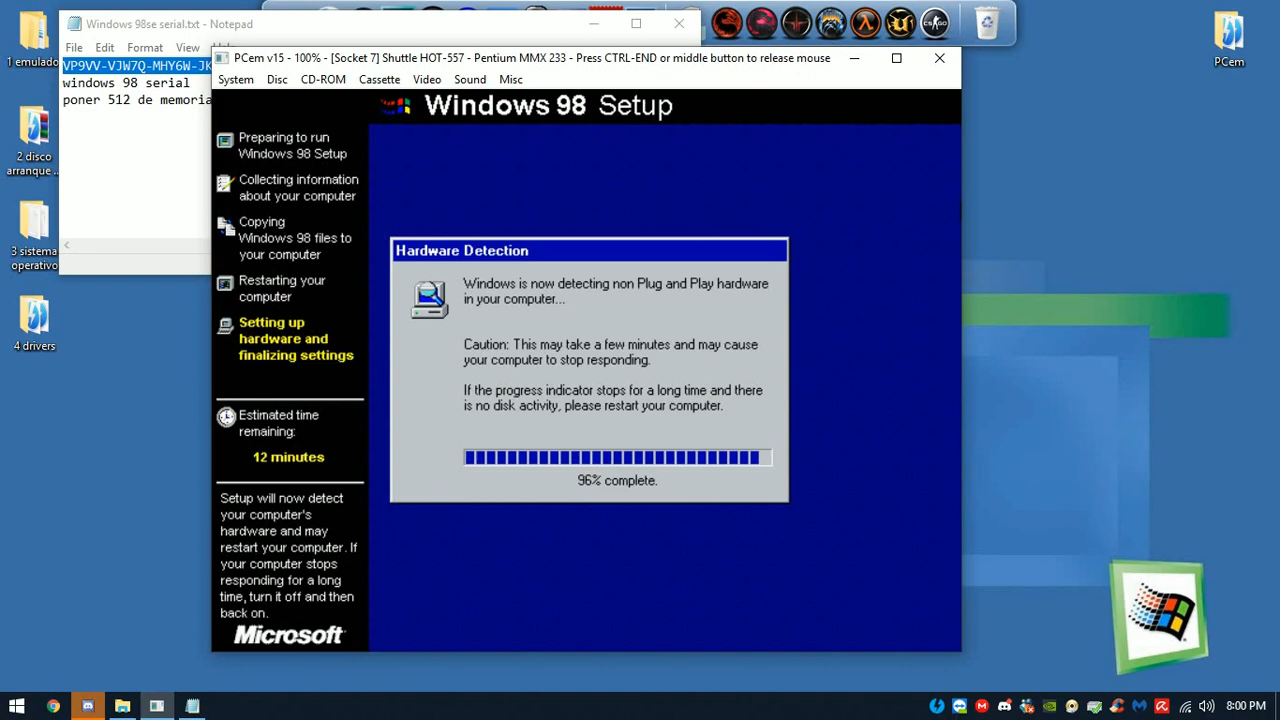 Windows 98se serial.txt - Notepad
File Edit Format View
VP9VV-VJW7Q-MHY6W-JK
windows 98 serial
poner 512 de memoria
1 emulado
2 disco
arranque ..
3 sistema
operativo
4 drivers
PCem
CS:GO
PCem v15 - 100% - [Socket 7] Shuttle HOT-557 - Pentium MMX 233 - Press CTRL-END or middle button to release mouse
System Disc CD-ROM Cassette Video Sound Misc
Windows 98 Setup
Preparing to run
Windows 98 Setup
Collecting information
about your computer
Copying
Windows 98 files to
your computer
Restarting your
computer
Setting up
hardware and
finalizing settings
Estimated time
remaining:
12 minutes
Setup will now detect
your computer's
hardware and may
restart your computer. If
your computer stops
responding for a long
time, turn it off and then
back on.
Microsoft
Hardware Detection
Windows is now detecting non Plug and Play hardware
in your computer...
Caution: This may take a few minutes and may cause
your computer to stop responding.
If the progress indicator stops for a long time and there
is no disk activity, please restart your computer.
96% complete.
8:00 PM